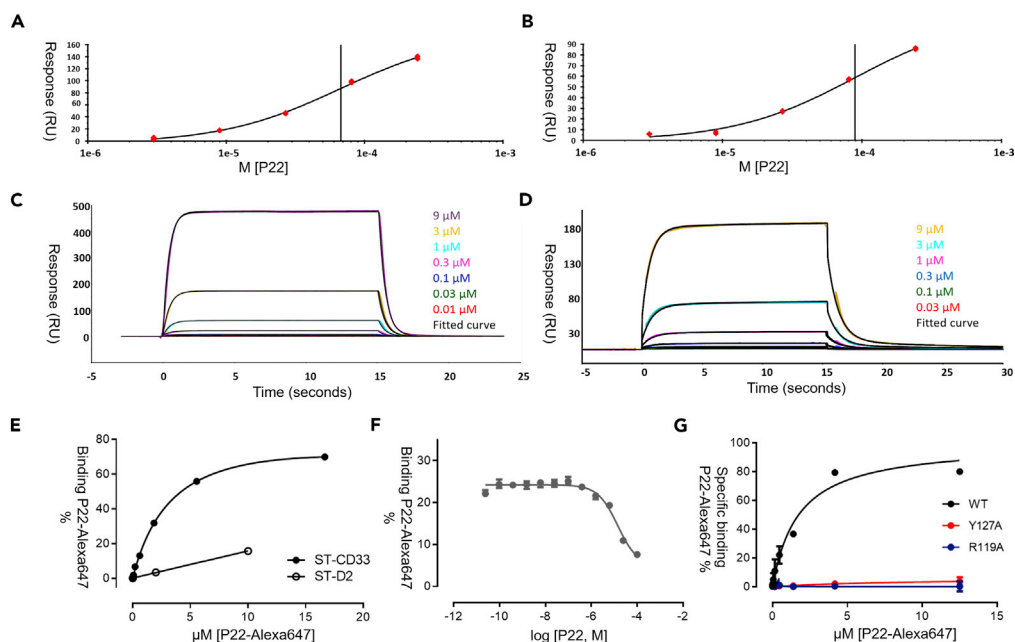 A
Response (RU)
160
140
120
100
80
60
40
20
0
1e-6
1e-5
1e-4
1e-3
M [P22]
B
Response (RU)
90
80
70
60
50
40
30
20
10
0
1e-6
1e-5
1e-4
1e-3
M [P22]
C
Response (RU)
500
400
300
200
100
0
-5
0
5
10
15
20
25
Time (seconds)
9 µM
3 µM
1 µM
0.3 µM
0.1 µM
0.03 µM
0.01 µM
Fitted curve
D
Response (RU)
180
130
80
30
-5
0
5
10
15
20
25
30
Time (seconds)
9 µM
3 µM
1 µM
0.3 µM
0.1 µM
0.03 µM
Fitted curve
E
Binding P22-Alexa647
%
80
60
40
20
0
0
5
10
15
20
µM [P22-Alexa647]
ST-CD33
ST-D2
F
Binding P22-Alexa647
%
30
20
10
0
-12
-10
-8
-6
-4
-2
log [P22, M]
G
Specific binding
P22-Alexa647 %
100
80
60
40
20
0
0
5
10
15
µM [P22-Alexa647]
WT
Y127A
R119A